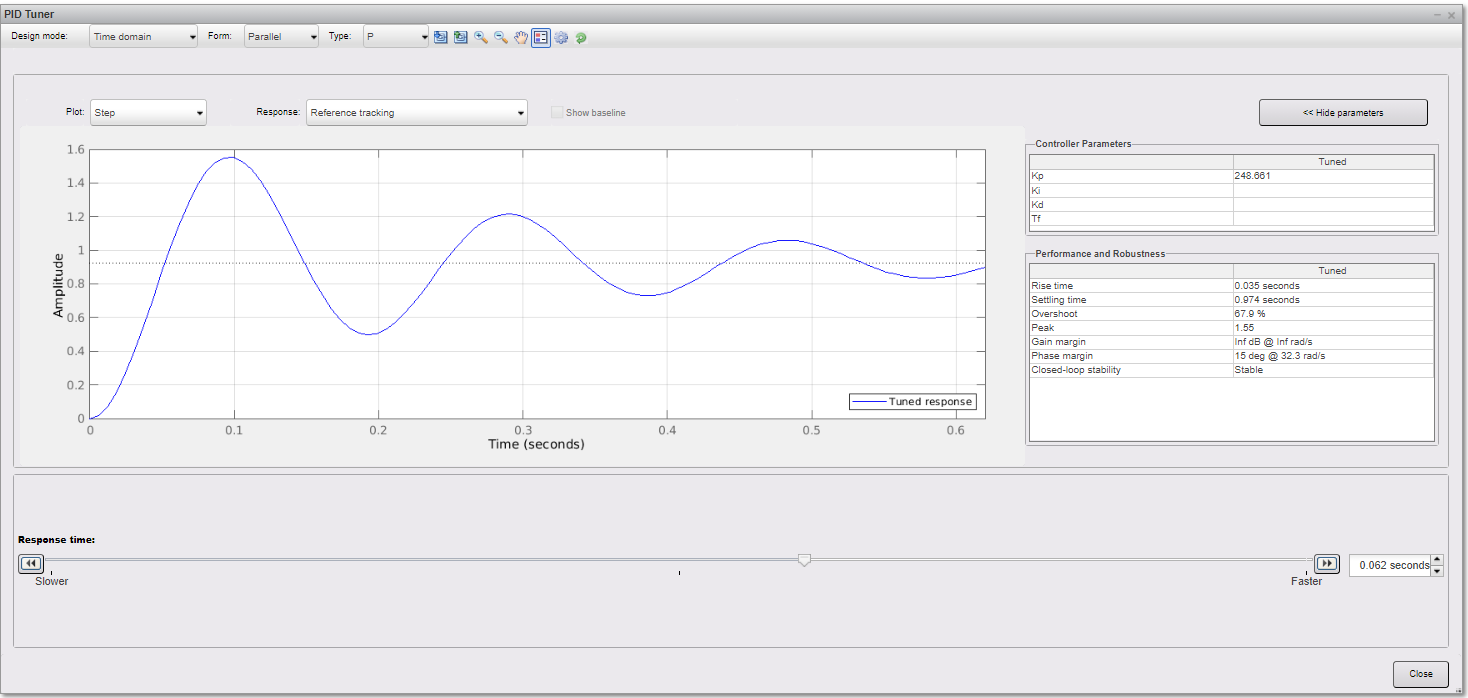 PID Tuner
Design mode: Time domain Form: Parallel Type: P
Plot: Step Response: Reference tracking Show baseline << Hide parameters
1.6
1.4
1.2
1
0.8
0.6
0.4
0.2
0
Amplitude
0 0.1 0.2 0.3 0.4 0.5 0.6
Time (seconds)
Tuned response
Controller Parameters
Tuned
Kp 248.661
Ki
Kd
Tf
Performance and Robustness
Tuned
Rise time 0.035 seconds
Settling time 0.974 seconds
Overshoot 67.9 %
Peak 1.55
Gain margin Inf dB @ Inf rad/s
Phase margin 15 deg @ 32.3 rad/s
Closed-loop stability Stable
Response time:
0.062 seconds
Slower Faster
Close